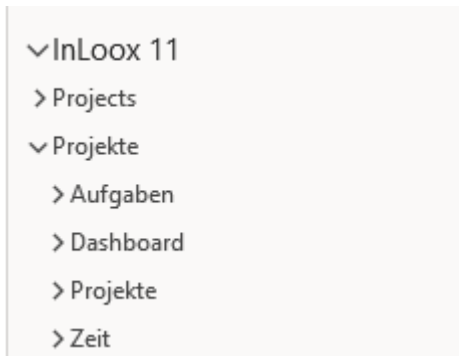 InLoox 11
Projects
Projekte
Aufgaben
Dashboard
Projekte
Zeit